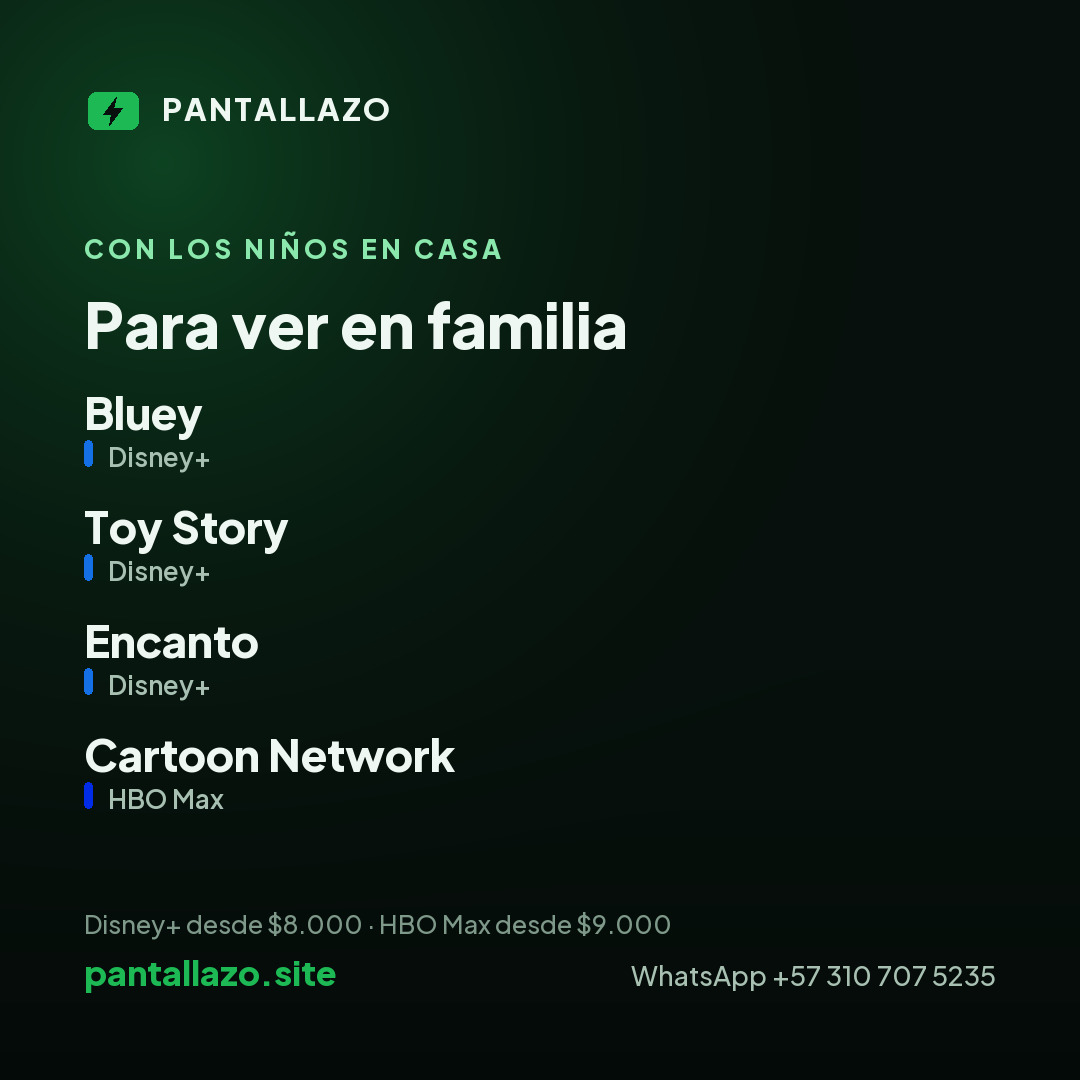 PANTALLAZO
CON LOS NIÑOS EN CASA
Para ver en familia
Bluey
Disney+
Toy Story
Disney+
Encanto
Disney+
Cartoon Network
HBO Max
Disney+ desde $8.000 · HBO Max desde $9.000
pantallazo.site
WhatsApp +57 310 707 5235